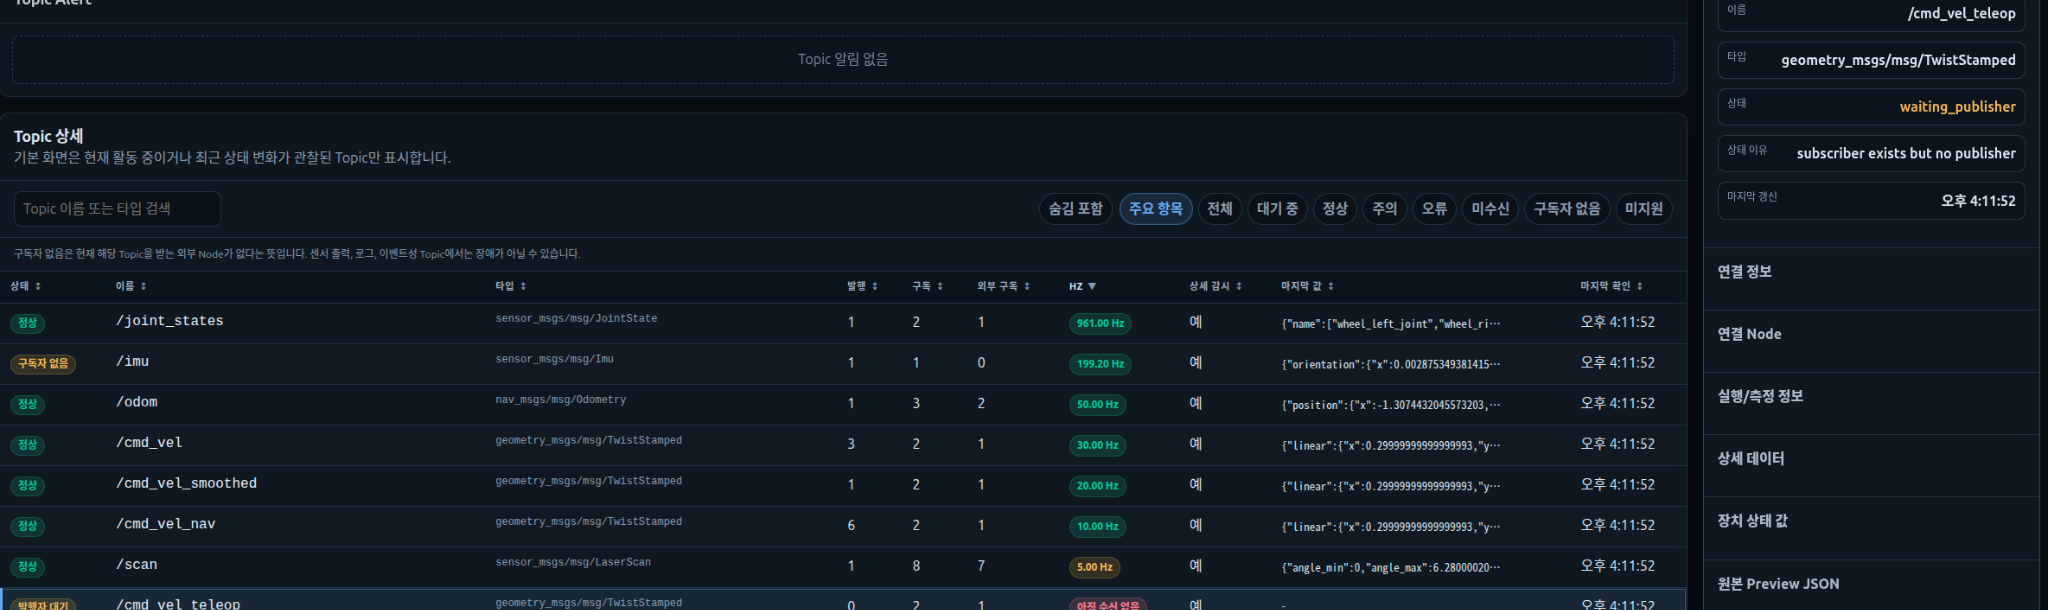 Topic Alert
Topic 알림 없음
Topic 상세
기본 화면은 현재 활동 중이거나 최근 상태 변화가 관찰된 Topic만 표시합니다.
Topic 이름 또는 타입 검색
숨김 포함 주요 항목 전체 대기 중 정상 주의 오류 미수신 구독자 없음 미지원
구독자 없음은 현재 해당 Topic을 받는 외부 Node가 없다는 뜻입니다. 센서 출력, 로그, 이벤트성 Topic에서는 장애가 아닐 수 있습니다.
상태 ↕ 이름 ↕ 타입 ↕ 발행 ↕ 구독 ↕ 외부 구독 ↕ HZ ▼ 상세 감시 ↕ 마지막 값 ↕ 마지막 확인 ↕
정상 /joint_states sensor_msgs/msg/JointState 1 2 1 961.00 Hz 예 {"name":["wheel_left_joint","wheel_ri··· 오후 4:11:52
구독자 없음 /imu sensor_msgs/msg/Imu 1 1 0 199.20 Hz 예 {"orientation":{"x":0.002875349381415··· 오후 4:11:52
정상 /odom nav_msgs/msg/Odometry 1 3 2 50.00 Hz 예 {"position":{"x":-1.3074432045573203,··· 오후 4:11:52
정상 /cmd_vel geometry_msgs/msg/TwistStamped 3 2 1 30.00 Hz 예 {"linear":{"x":0.29999999999999993,"y··· 오후 4:11:52
정상 /cmd_vel_smoothed geometry_msgs/msg/TwistStamped 1 2 1 20.00 Hz 예 {"linear":{"x":0.29999999999999993,"y··· 오후 4:11:52
정상 /cmd_vel_nav geometry_msgs/msg/TwistStamped 6 2 1 10.00 Hz 예 {"linear":{"x":0.29999999999999993,"y··· 오후 4:11:52
정상 /scan sensor_msgs/msg/LaserScan 1 8 7 5.00 Hz 예 {"angle_min":0,"angle_max":6.28000020··· 오후 4:11:52
발행자 대기 /cmd_vel_teleop geometry_msgs/msg/TwistStamped 0 2 1 아직 수신 없음 예 - 오후 4:11:52
이름 /cmd_vel_teleop
타입 geometry_msgs/msg/TwistStamped
상태 waiting_publisher
상태 이유 subscriber exists but no publisher
마지막 갱신 오후 4:11:52
연결 정보
연결 Node
실행/측정 정보
상세 데이터
장치 상태 값
원본 Preview JSON